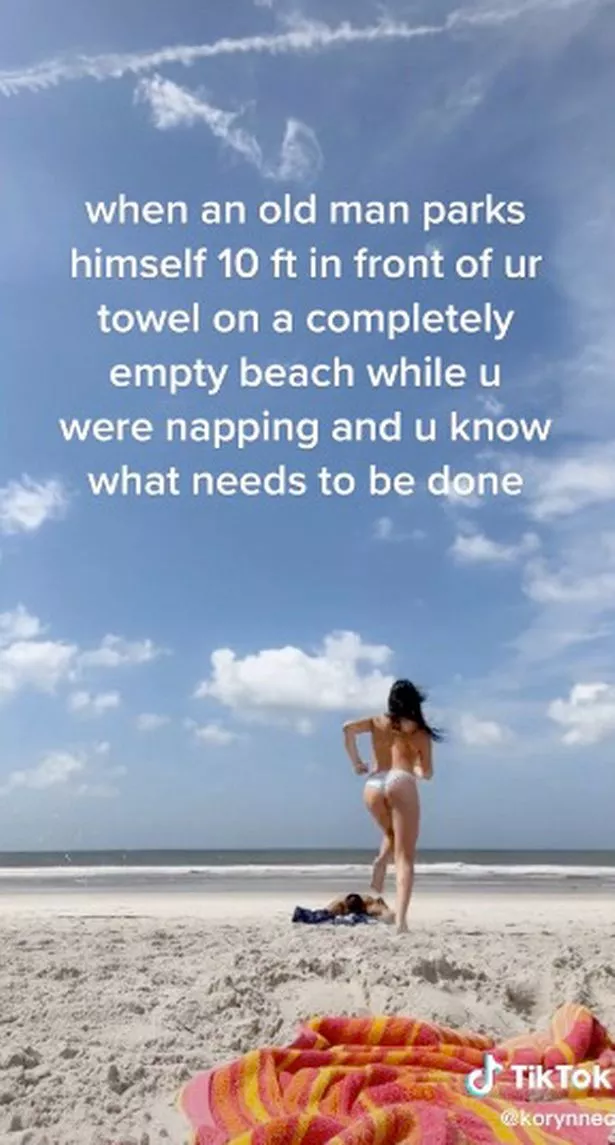 when an old man parks
himself 10 ft in front of ur
towel on a completely
empty beach while u
were napping and u know
what needs to be done
TikTok
@korynnec